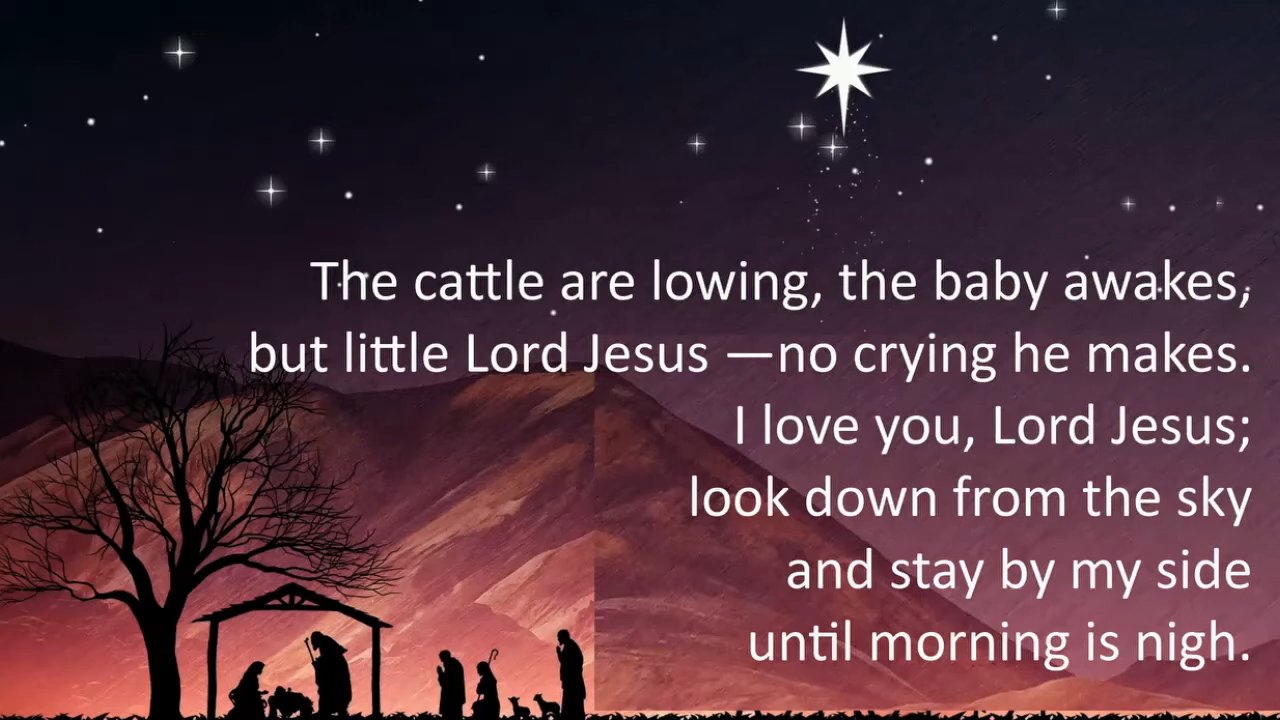 The cattle are lowing, the baby awakes,
but little Lord Jesus —no crying he makes.
I love you, Lord Jesus;
look down from the sky
and stay by my side
until morning is nigh.